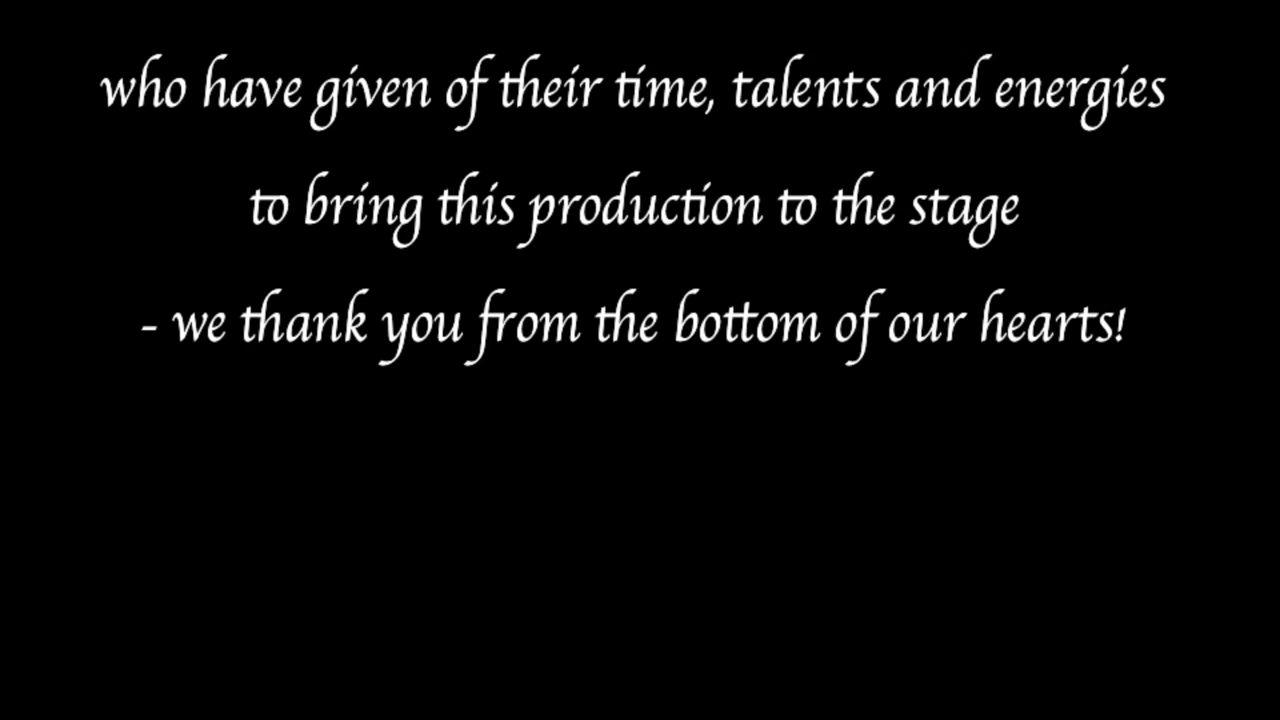 who have given of their time, talents and energies
to bring this production to the stage
- we thank you from the bottom of our hearts!